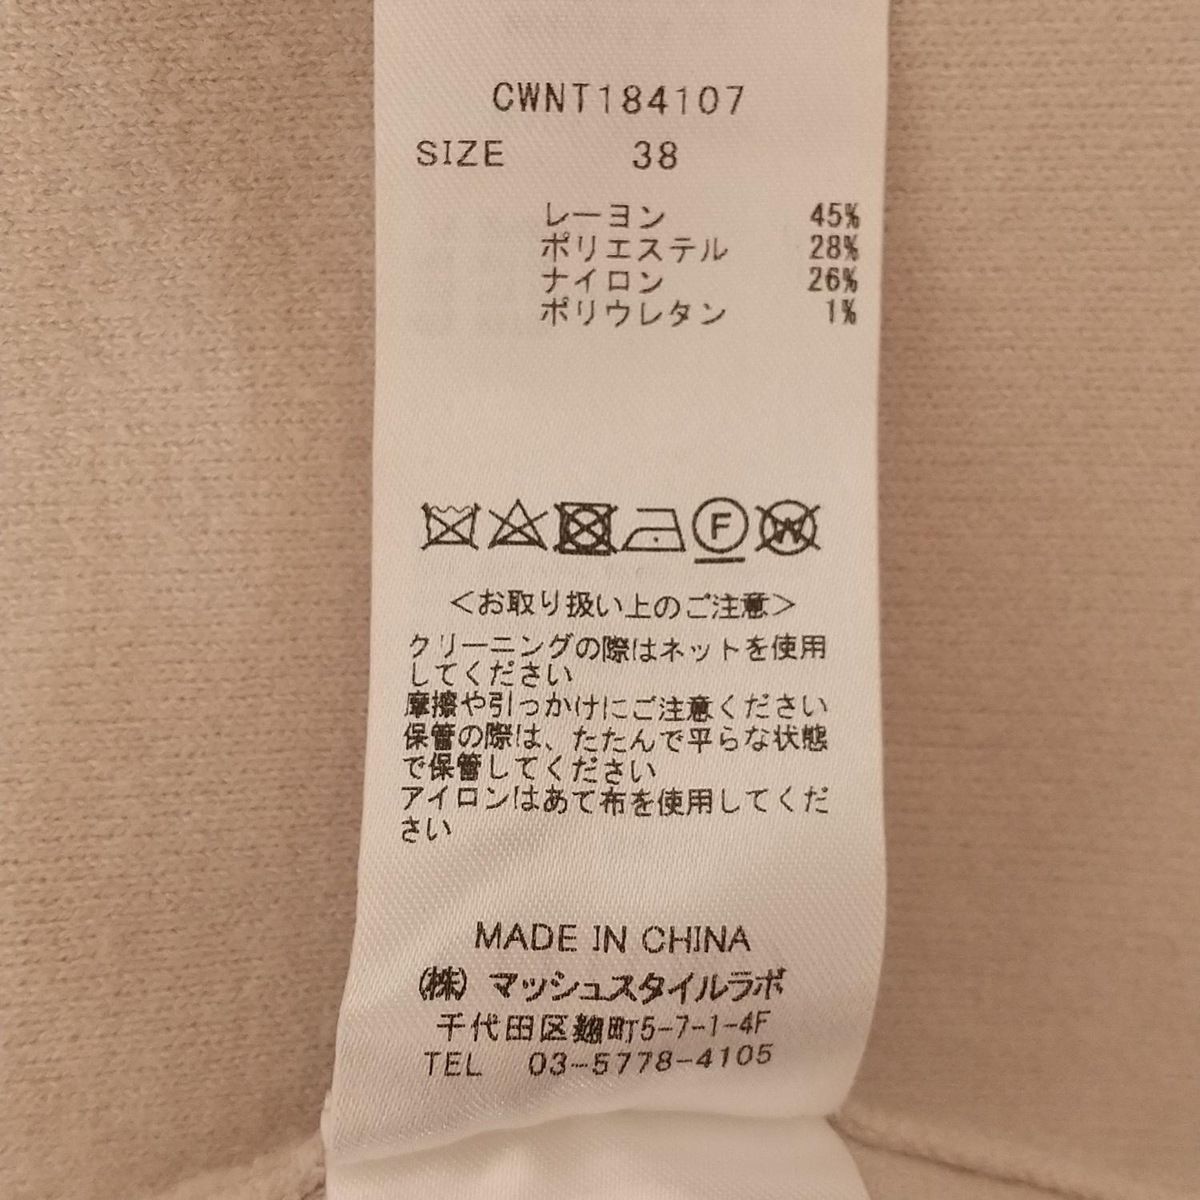 CWNT184107
SIZE 38
レーヨン 45%
ポリエステル 28%
ナイロン 26%
ポリウレタン 1%
F W
＜お取り扱い上のご注意＞
クリーニングの際はネットを使用
してください
摩擦や引っかけにご注意ください
保管の際は、たたんで平らな状態
で保管してください
アイロンはあて布を使用してくだ
さい
MADE IN CHINA
(株) マッシュスタイルラボ
千代田区麹町5-7-1-4F
TEL 03-5778-4105